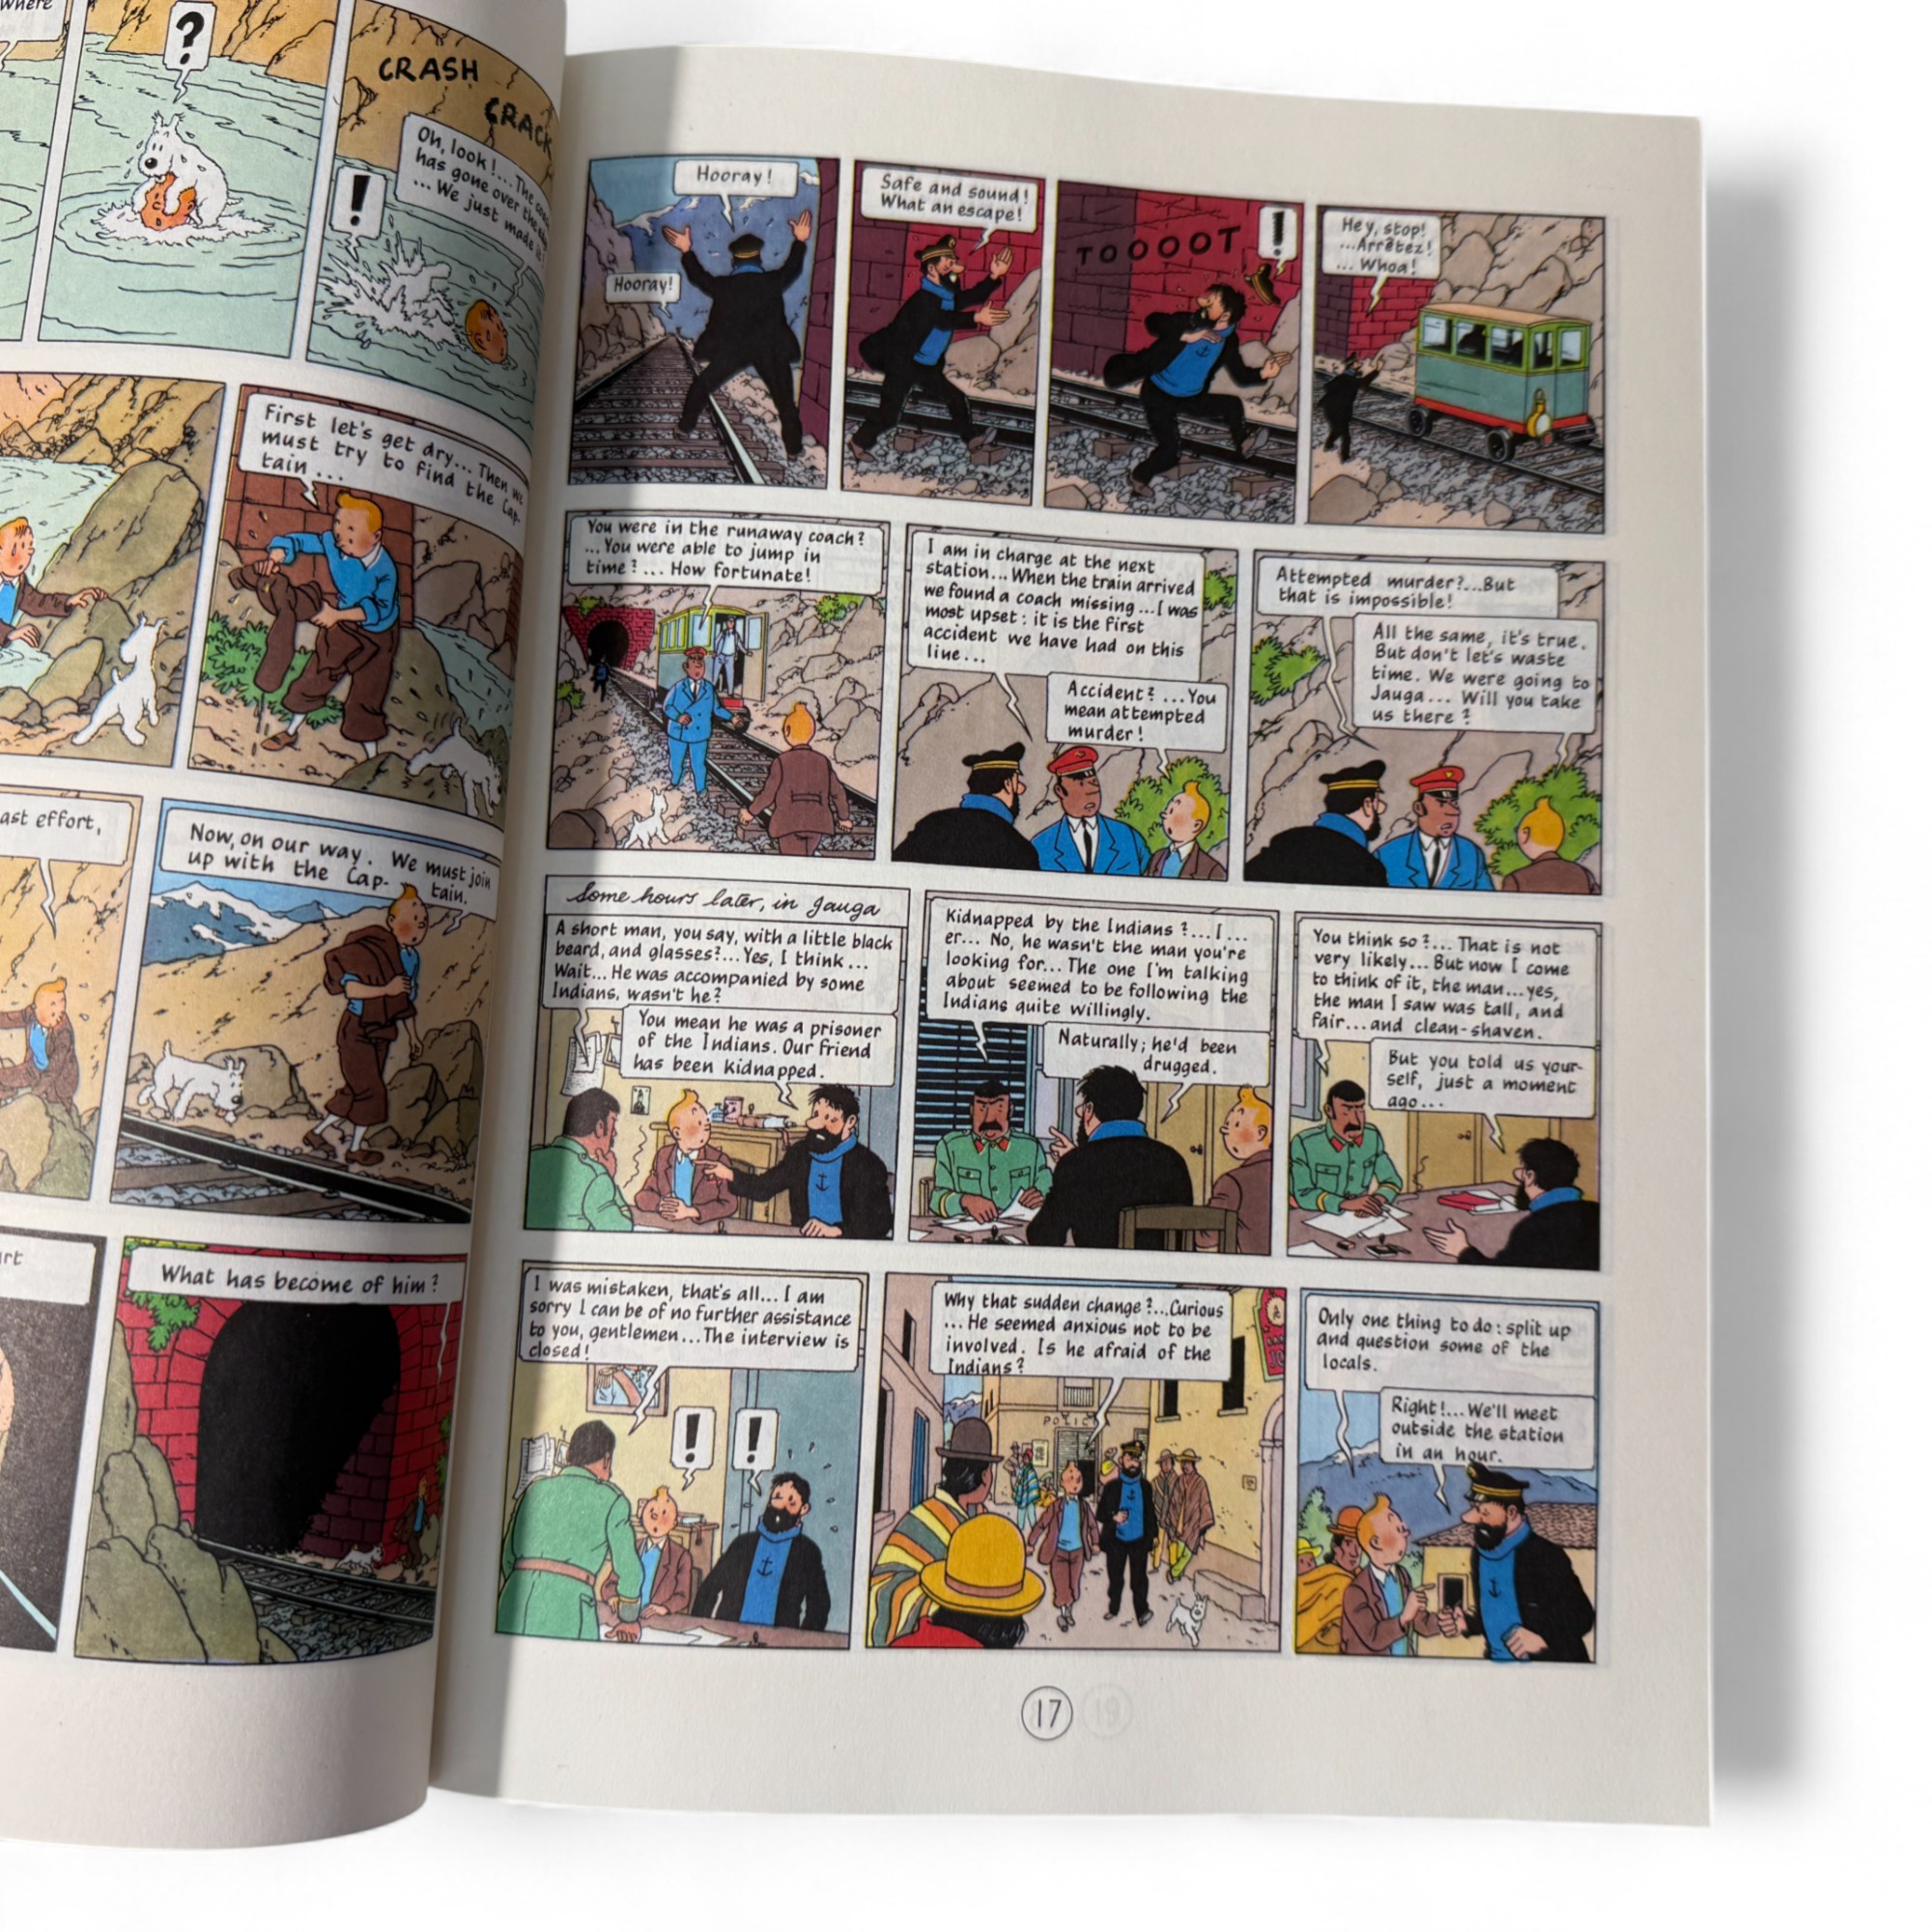 where
?
CRASH
CRACK
Oh, look!... The
has gone over the
... We just made it!
!
First let's get dry... Then we
must try to find the Cap-
tain...
ast effort,
Now, on our way. We must join
up with the Cap- tain.
What has become of him?
Hooray!
Hooray!
Safe and sound!
What an escape!
TOOOOT
!
Hey, stop!
...Arrêtez!
... Whoa!
You were in the runaway coach?
...You were able to jump in
time?... How fortunate!
I am in charge at the next
station... When the train arrived
we found a coach missing...I was
most upset: it is the first
accident we have had on this
line...
Accident?...You
mean attempted
murder!
Attempted murder?...But
that is impossible!
All the same, it's true.
But don't let's waste
time. We were going to
Jauga... Will you take
us there?
Some hours later, in Jauga
A short man, you say, with a little black
beard, and glasses?...Yes, I think...
Wait... He was accompanied by some
Indians, wasn't he?
You mean he was a prisoner
of the Indians. Our friend
has been kidnapped.
Kidnapped by the Indians?...I...
er... No, he wasn't the man you're
looking for... The one I'm talking
about seemed to be following the
Indians quite willingly.
Naturally; he'd been
drugged.
You think so?... That is not
very likely... But now I come
to think of it, the man...yes,
the man I saw was tall, and
fair...and clean-shaven.
But you told us your-
self, just a moment
ago...
I was mistaken, that's all... I am
sorry I can be of no further assistance
to you, gentlemen...The interview is
closed!
!
!
Why that sudden change?...Curious
... He seemed anxious not to be
involved. Is he afraid of the
Indians?
POLICIA
Only one thing to do: split up
and question some of the
locals.
Right!...We'll meet
outside the station
in an hour.
17
19